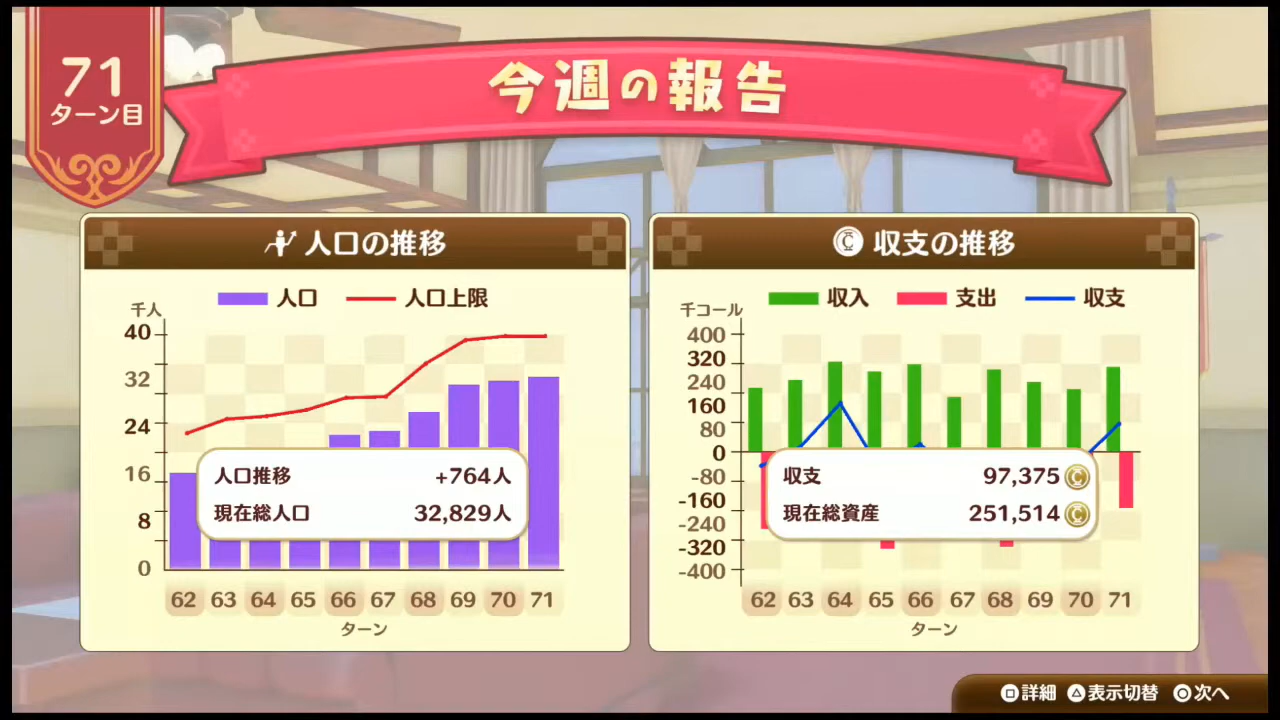 71
ターン目
今週の報告
人口の推移
人口 人口上限
千人
40
32
24
16
8
0
人口推移 +764人
現在総人口 32,829人
62 63 64 65 66 67 68 69 70 71
ターン
収支の推移
収入 支出 収支
千コール
400
320
240
160
80
0
-80
-160
-240
-320
-400
収支 97,375
現在総資産 251,514
62 63 64 65 66 67 68 69 70 71
ターン
詳細 表示切替 次へ